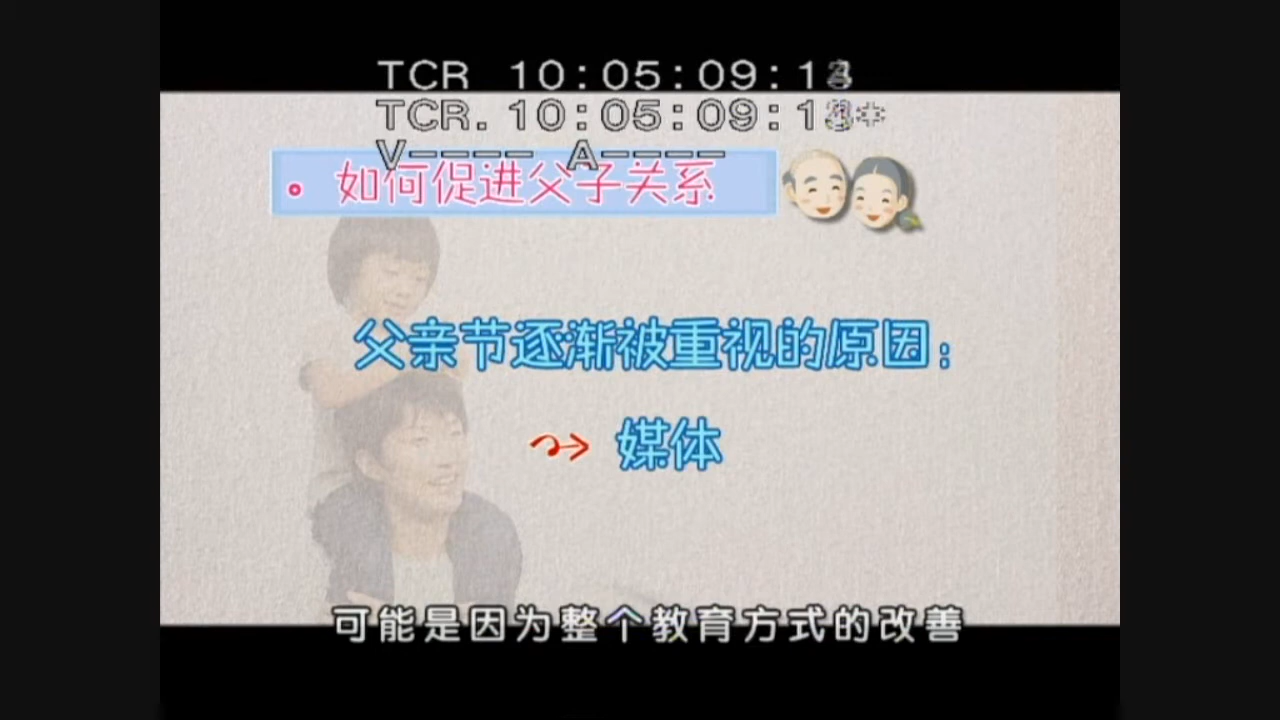 TCR 10:05:09:1
TCR. 10:05:09:1
V---- A----
如何促进父子关系
父亲节逐渐被重视的原因：
媒体
可能是因为整个教育方式的改善